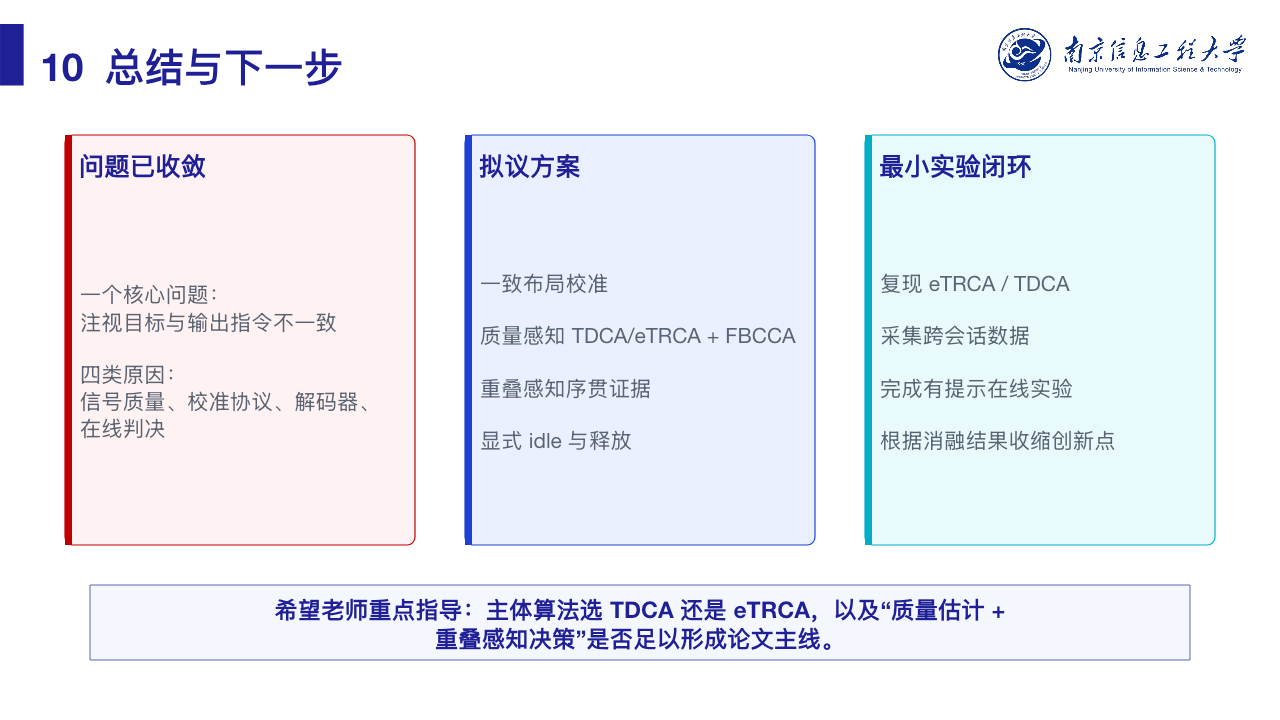 10 总结与下一步
南京信息工程大学
Nanjing University of Information Science & Technology
问题已收敛
一个核心问题：
注视目标与输出指令不一致
四类原因：
信号质量、校准协议、解码器、
在线判决
拟议方案
一致布局校准
质量感知 TDCA/eTRCA + FBCCA
重叠感知序贯证据
显式 idle 与释放
最小实验闭环
复现 eTRCA / TDCA
采集跨会话数据
完成有提示在线实验
根据消融结果收缩创新点
希望老师重点指导：主体算法选 TDCA 还是 eTRCA，以及“质量估计 +
重叠感知决策”是否足以形成论文主线。